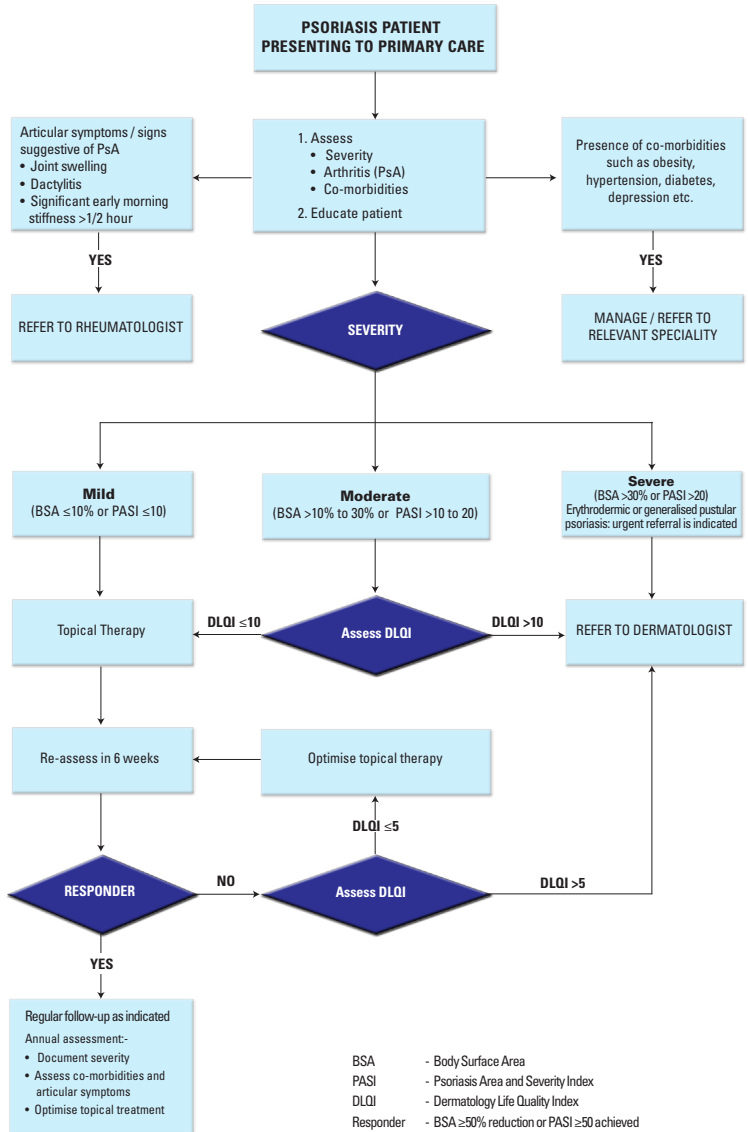 PSORIASIS PATIENT
PRESENTING TO PRIMARY CARE
Articular symptoms / signs
suggestive of PsA
• Joint swelling
• Dactylitis
• Significant early morning
stiffness >1/2 hour
1. Assess
• Severity
• Arthritis (PsA)
• Co-morbidities
2. Educate patient
Presence of co-morbidities
such as obesity,
hypertension, diabetes,
depression etc.
YES
YES
REFER TO RHEUMATOLOGIST
SEVERITY
MANAGE / REFER TO
RELEVANT SPECIALITY
Mild
(BSA ≤10% or PASI ≤10)
Moderate
(BSA >10% to 30% or PASI >10 to 20)
Severe
(BSA >30% or PASI >20)
Erythrodermic or generalised pustular
psoriasis: urgent referral is indicated
Topical Therapy
DLQI ≤10
Assess DLQI
DLQI >10
REFER TO DERMATOLOGIST
Re-assess in 6 weeks
Optimise topical therapy
DLQI ≤5
RESPONDER
NO
Assess DLQI
DLQI >5
YES
Regular follow-up as indicated
Annual assessment:-
• Document severity
• Assess co-morbidities and
articular symptoms
• Optimise topical treatment
BSA - Body Surface Area
PASI - Psoriasis Area and Severity Index
DLQI - Dermatology Life Quality Index
Responder - BSA ≥50% reduction or PASI ≥50 achieved